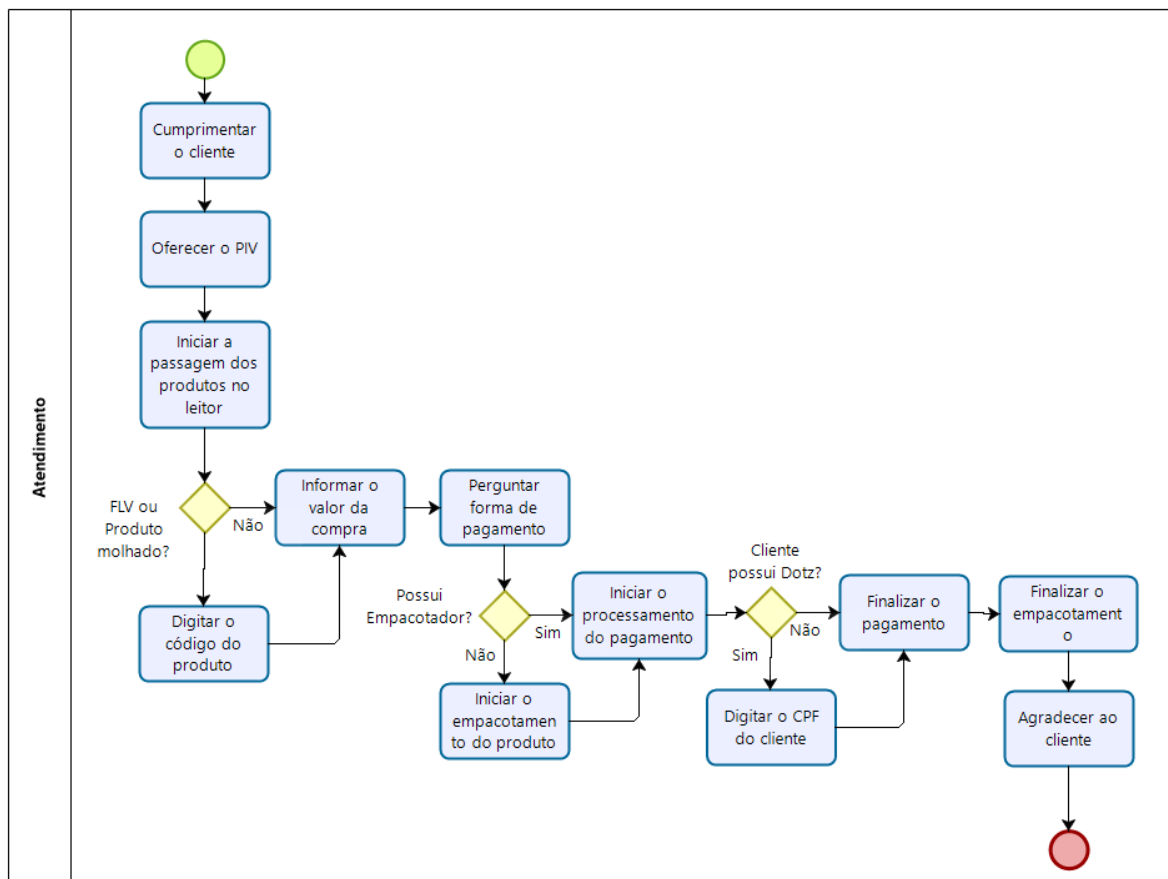 Atendimento
Cumprimentar
o cliente
Oferecer o PIV
Iniciar a
passagem dos
produtos no
leitor
FLV ou
Produto
molhado?
Não
Digitar o
código do
produto
Informar o
valor da
compra
Perguntar
forma de
pagamento
Possui
Empacotador?
Sim
Não
Iniciar o
empacotamen
to do produto
Iniciar o
processamento
do pagamento
Cliente
possui Dotz?
Não
Sim
Digitar o CPF
do cliente
Finalizar o
pagamento
Finalizar o
empacotament
o
Agradecer ao
cliente